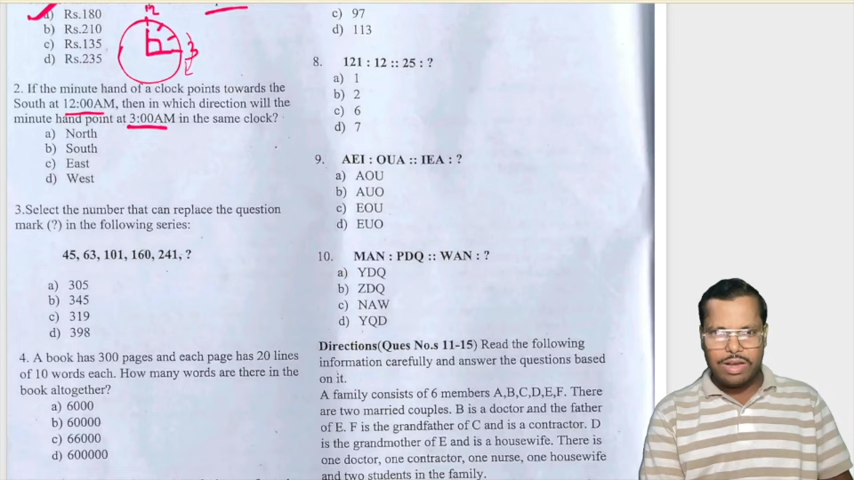 a) Rs.180
b) Rs.210
c) Rs.135
d) Rs.235
12
3
2. If the minute hand of a clock points towards the
South at 12:00AM, then in which direction will the
minute hand point at 3:00AM in the same clock?
a) North
b) South
c) East
d) West
3.Select the number that can replace the question
mark (?) in the following series:
45, 63, 101, 160, 241, ?
a) 305
b) 345
c) 319
d) 398
4. A book has 300 pages and each page has 20 lines
of 10 words each. How many words are there in the
book altogether?
a) 6000
b) 60000
c) 66000
d) 600000
c) 97
d) 113
8. 121 : 12 :: 25 : ?
a) 1
b) 2
c) 6
d) 7
9. AEI : OUA :: IEA : ?
a) AOU
b) AUO
c) EOU
d) EUO
10. MAN : PDQ :: WAN : ?
a) YDQ
b) ZDQ
c) NAW
d) YQD
Directions(Ques No.s 11-15) Read the following
information carefully and answer the questions based
on it.
A family consists of 6 members A,B,C,D,E,F. There
are two married couples. B is a doctor and the father
of E. F is the grandfather of C and is a contractor. D
is the grandmother of E and is a housewife. There is
one doctor, one contractor, one nurse, one housewife
and two students in the family.